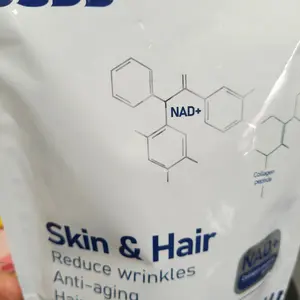 NAD+
Collagen
peptide
Skin & Hair
NAD+
Reduce wrinkles
Anti-aging